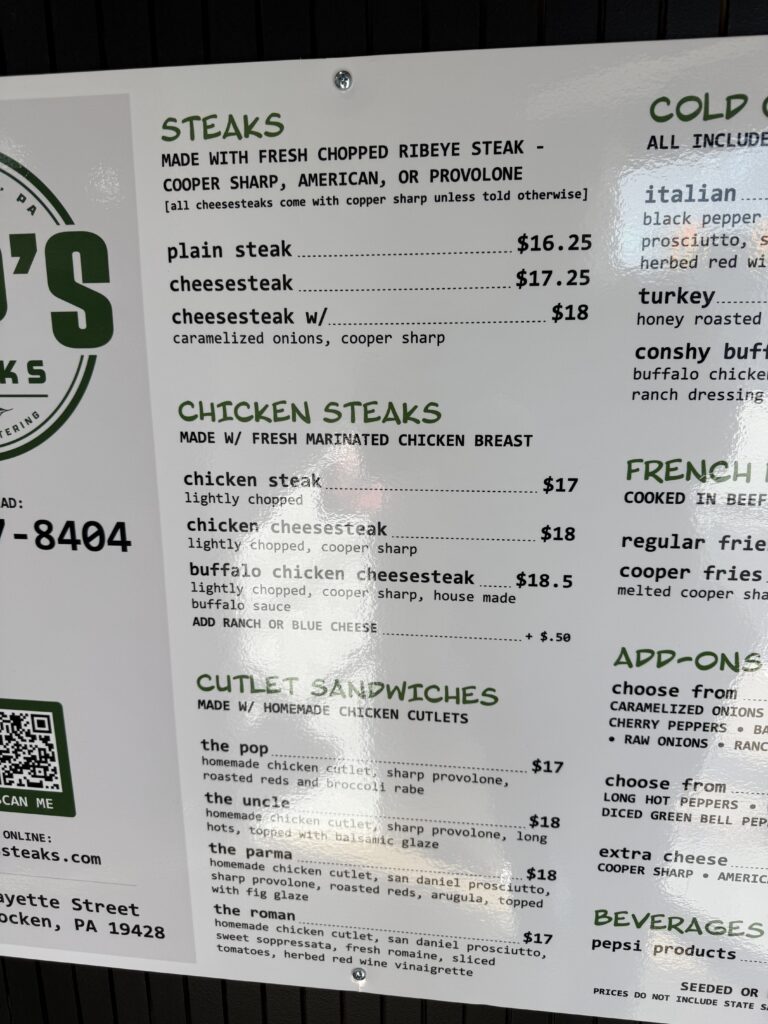 , PA
'S
KS
TERING
AD:
7-8404
SCAN ME
ONLINE:
steaks.com
ayette Street
ocken, PA 19428
STEAKS
MADE WITH FRESH CHOPPED RIBEYE STEAK -
COOPER SHARP, AMERICAN, OR PROVOLONE
[all cheesesteaks come with copper sharp unless told otherwise]
plain steak $16.25
cheesesteak $17.25
cheesesteak w/ $18
caramelized onions, cooper sharp
CHICKEN STEAKS
MADE W/ FRESH MARINATED CHICKEN BREAST
chicken steak $17
lightly chopped
chicken cheesesteak $18
lightly chopped, cooper sharp
buffalo chicken cheesesteak $18.5
lightly chopped, cooper sharp, house made
buffalo sauce
ADD RANCH OR BLUE CHEESE + $.50
CUTLET SANDWICHES
MADE W/ HOMEMADE CHICKEN CUTLETS
the pop $17
homemade chicken cutlet, sharp provolone,
roasted reds and broccoli rabe
the uncle $18
homemade chicken cutlet, sharp provolone, long
hots, topped with balsamic glaze
the parma $18
homemade chicken cutlet, san daniel prosciutto,
sharp provolone, roasted reds, arugula, topped
with fig glaze
the roman $17
homemade chicken cutlet, san daniel prosciutto,
sweet soppressata, fresh romaine, sliced
tomatoes, herbed red wine vinaigrette
COLD
ALL INCLUDE
italian
black pepper
prosciutto, s
herbed red wi
turkey
honey roasted
conshy buff
buffalo chicke
ranch dressing
FRENCH
COOKED IN BEEF
regular frie
cooper fries
melted cooper sha
ADD-ONS
choose from
CARAMELIZED ONIONS
CHERRY PEPPERS • BA
• RAW ONIONS • RANC
choose from
LONG HOT PEPPERS •
DICED GREEN BELL PEP
extra cheese
COOPER SHARP • AMERIC
BEVERAGES
pepsi products
SEEDED OR
PRICES DO NOT INCLUDE STATE SA